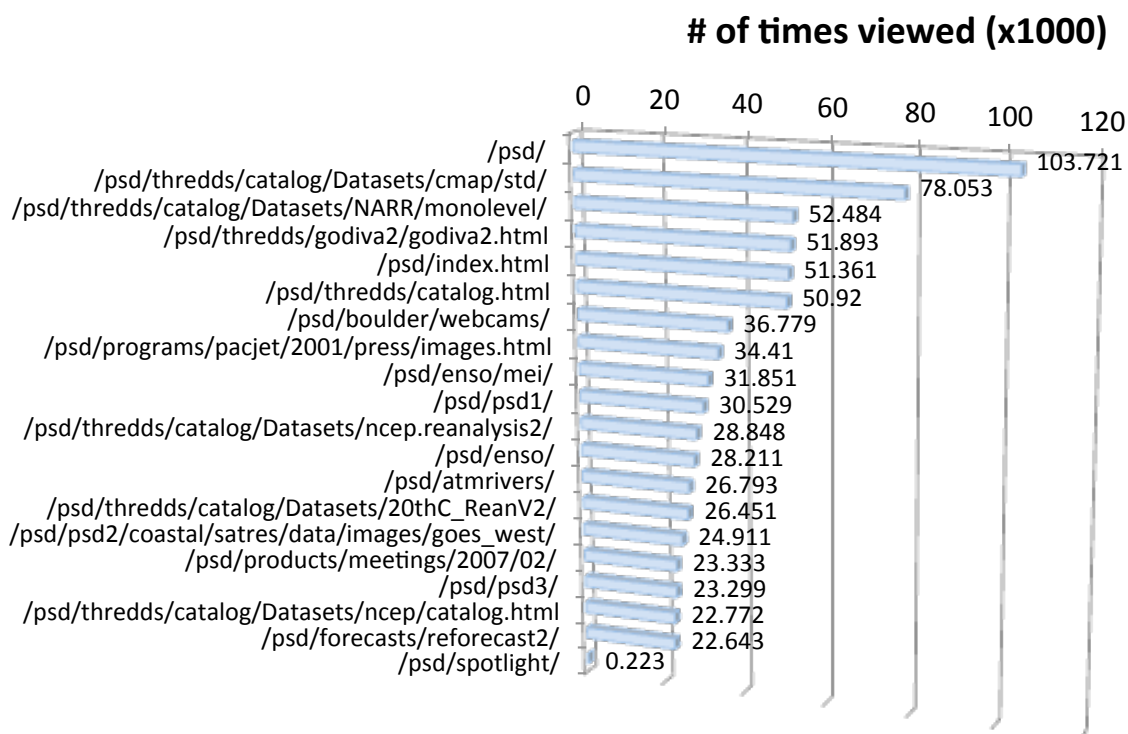 # of times viewed (x1000)
0 20 40 60 80 100 120
/psd/ 103.721
/psd/thredds/catalog/Datasets/cmap/std/ 78.053
/psd/thredds/catalog/Datasets/NARR/monolevel/ 52.484
/psd/thredds/godiva2/godiva2.html 51.893
/psd/index.html 51.361
/psd/thredds/catalog.html 50.92
/psd/boulder/webcams/ 36.779
/psd/programs/pacjet/2001/press/images.html 34.41
/psd/enso/mei/ 31.851
/psd/psd1/ 30.529
/psd/thredds/catalog/Datasets/ncep.reanalysis2/ 28.848
/psd/enso/ 28.211
/psd/atmrivers/ 26.793
/psd/thredds/catalog/Datasets/20thC_ReanV2/ 26.451
/psd/psd2/coastal/satres/data/images/goes_west/ 24.911
/psd/products/meetings/2007/02/ 23.333
/psd/psd3/ 23.299
/psd/thredds/catalog/Datasets/ncep/catalog.html 22.772
/psd/forecasts/reforecast2/ 22.643
/psd/spotlight/ 0.223